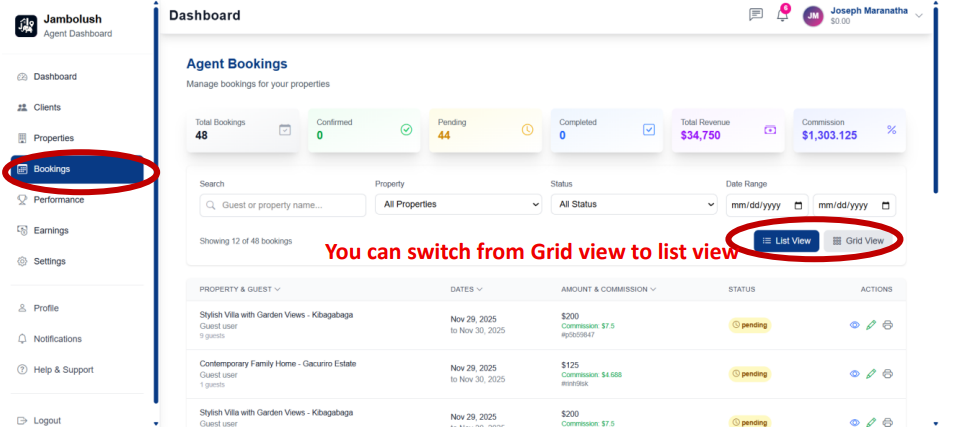 Jambolush
Agent Dashboard
Dashboard
Clients
Properties
Bookings
Performance
Earnings
Settings
Profile
Notifications
Help & Support
Logout
Dashboard
6
JM
Joseph Maranatha
$0.00
Agent Bookings
Manage bookings for your properties
Total Bookings
48
Confirmed
0
Pending
44
Completed
0
Total Revenue
$34,750
Commission
$1,303.125
%
Search
Property
Status
Date Range
Guest or property name...
All Properties
All Status
mm/dd/yyyy
mm/dd/yyyy
Showing 12 of 48 bookings
List View
Grid View
You can switch from Grid view to list view
PROPERTY & GUEST
DATES
AMOUNT & COMMISSION
STATUS
ACTIONS
Stylish Villa with Garden Views - Kibagabaga
Guest user
9 guests
Nov 29, 2025
to Nov 30, 2025
$200
Commission: $7.5
#p5b59847
pending
Contemporary Family Home - Gacuriro Estate
Guest user
1 guests
Nov 29, 2025
to Nov 30, 2025
$125
Commission: $4.688
pending
Stylish Villa with Garden Views - Kibagabaga
Guest user
Nov 29, 2025
to Nov 30, 2025
$200
Commission: $7.5
pending